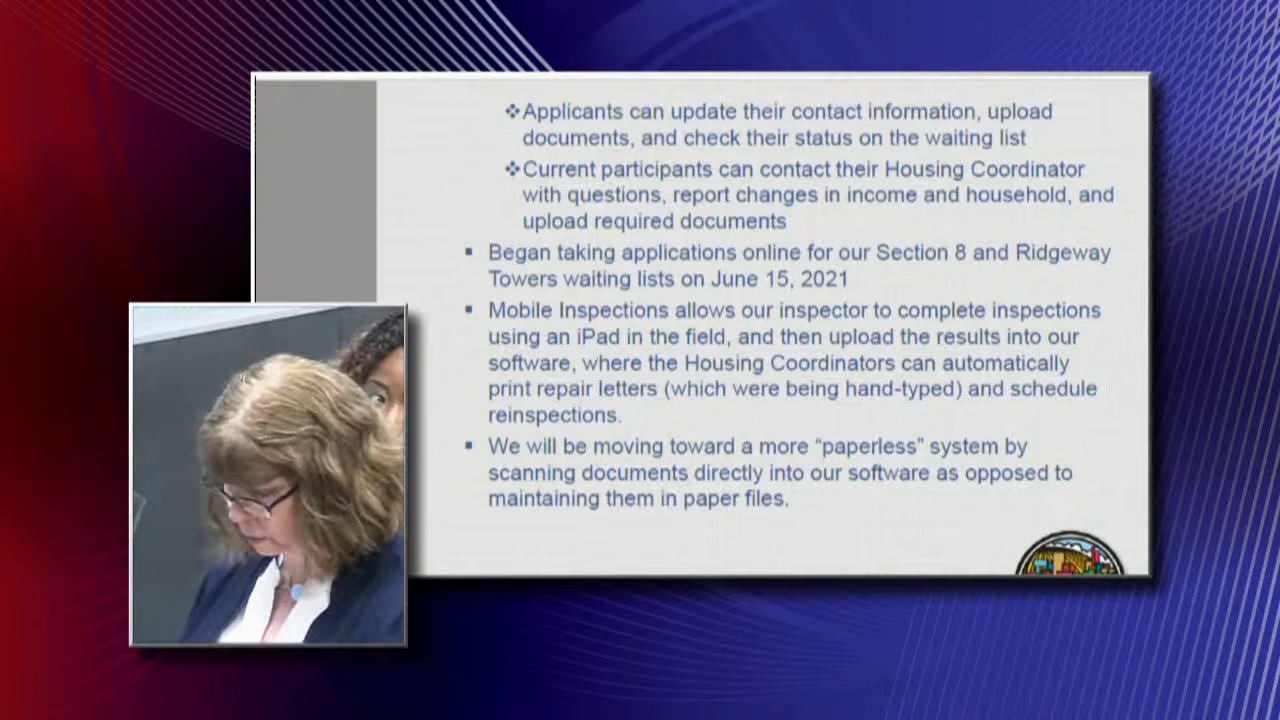 ❖Applicants can update their contact information, upload
documents, and check their status on the waiting list
❖Current participants can contact their Housing Coordinator
with questions, report changes in income and household, and
upload required documents
▪ Began taking applications online for our Section 8 and Ridgeway
Towers waiting lists on June 15, 2021
▪ Mobile Inspections allows our inspector to complete inspections
using an iPad in the field, and then upload the results into our
software, where the Housing Coordinators can automatically
print repair letters (which were being hand-typed) and schedule
reinspections.
▪ We will be moving toward a more “paperless” system by
scanning documents directly into our software as opposed to
maintaining them in paper files.